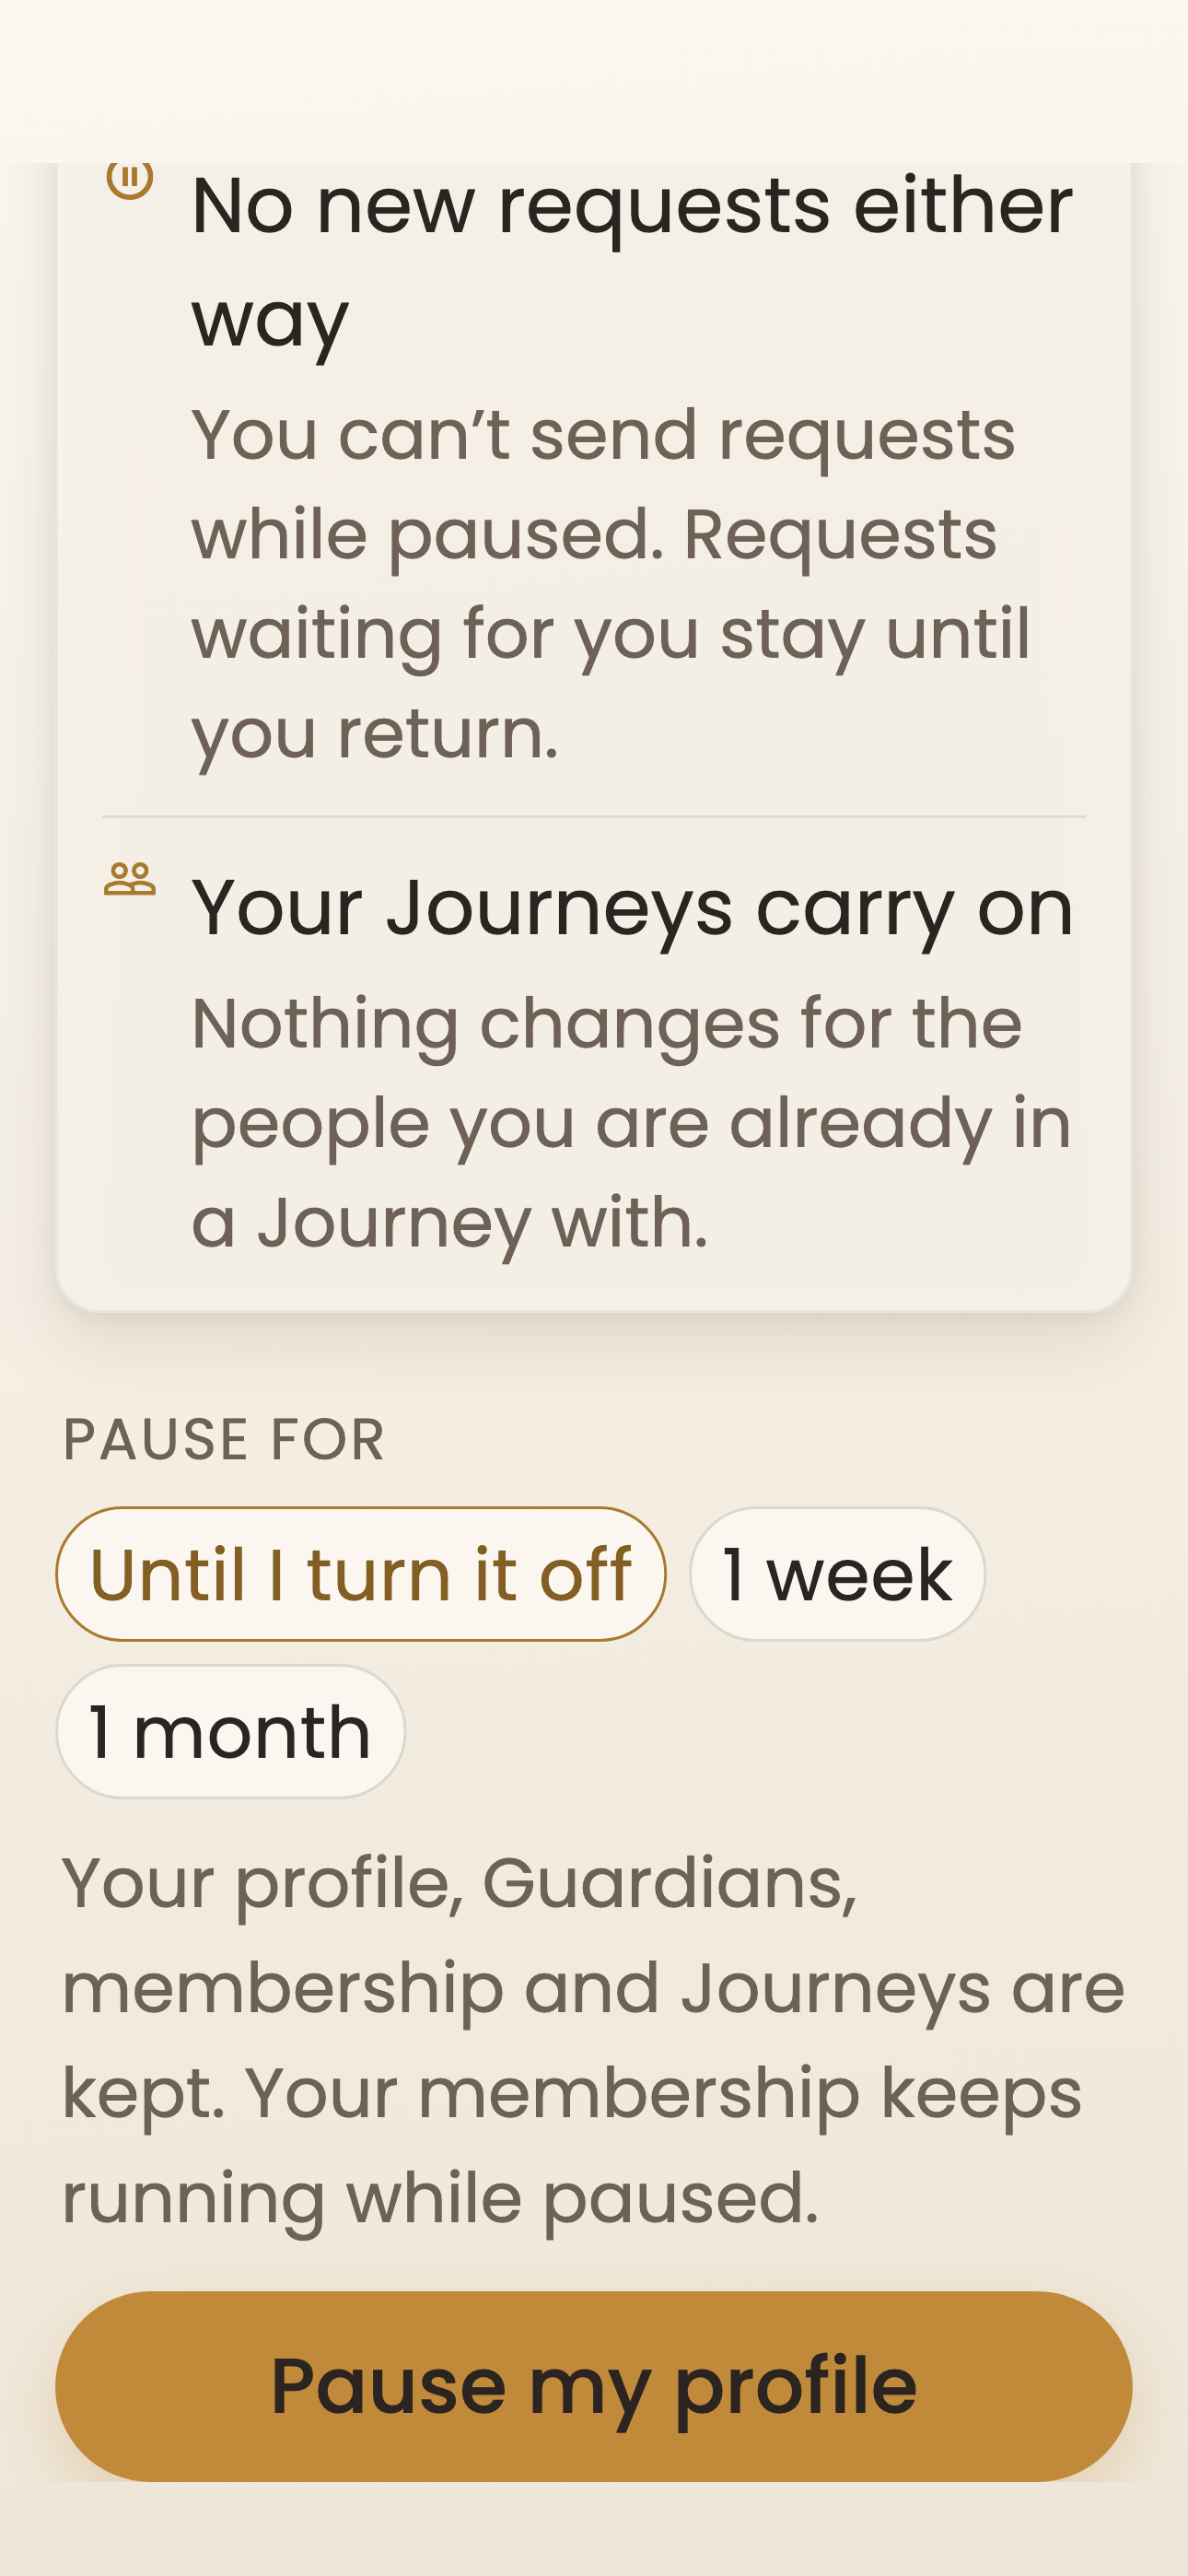 No new requests either
way
You can’t send requests
while paused. Requests
waiting for you stay until
you return.
Your Journeys carry on
Nothing changes for the
people you are already in
a Journey with.
PAUSE FOR
Until I turn it off
1 week
1 month
Your profile, Guardians,
membership and Journeys are
kept. Your membership keeps
running while paused.
Pause my profile